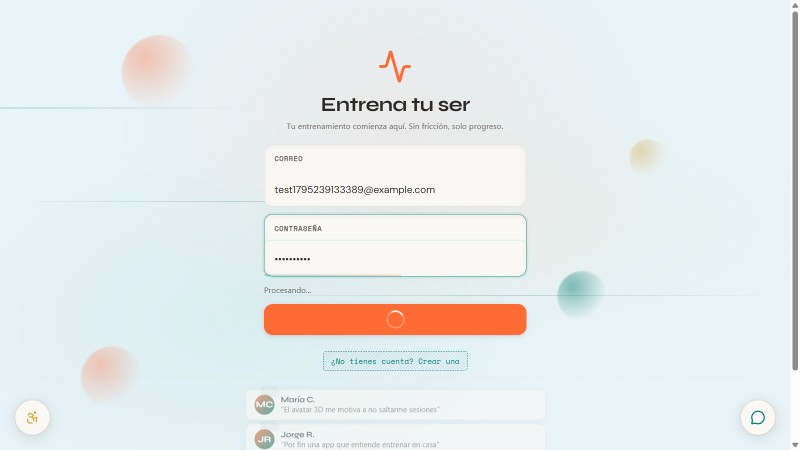 Entrena tu ser
Tu entrenamiento comienza aquí. Sin fricción, solo progreso.
CORREO
test1795239133389@example.com
CONTRASEÑA
••••••••••
Procesando...
¿No tienes cuenta? Crear una
MC
María C.
"El avatar 3D me motiva a no saltarme sesiones"
JR
Jorge R.
"Por fin una app que entiende entrenar en casa"